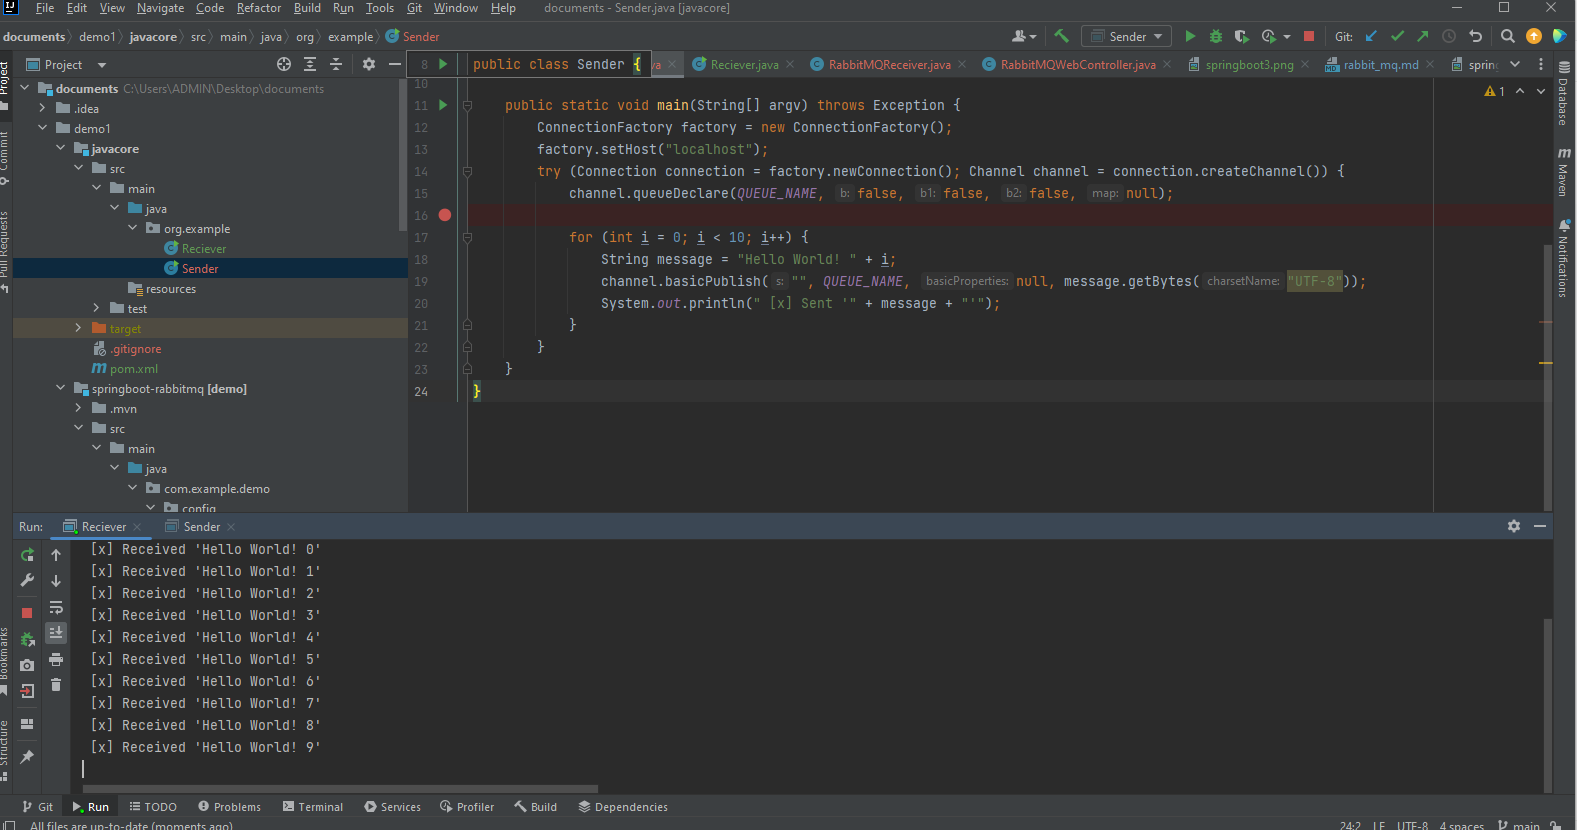 IJ File Edit View Navigate Code Refactor Build Run Tools Git Window Help documents - Sender.java [javacore]
documents demo1 javacore src main java org example Sender
Sender Git:
Project
8 public class Sender { va Reciever.java RabbitMQReceiver.java RabbitMQWebController.java springboot3.png rabbit_mq.md spring
documents C:\Users\ADMIN\Desktop\documents
.idea
demo1
javacore
src
main
java
org.example
Reciever
Sender
resources
test
target
.gitignore
pom.xml
springboot-rabbitmq [demo]
.mvn
src
main
java
com.example.demo
config
10
11 public static void main(String[] argv) throws Exception {
12 ConnectionFactory factory = new ConnectionFactory();
13 factory.setHost("localhost");
14 try (Connection connection = factory.newConnection(); Channel channel = connection.createChannel()) {
15 channel.queueDeclare(QUEUE_NAME, b: false, b1: false, b2: false, map: null);
16
17 for (int i = 0; i < 10; i++) {
18 String message = "Hello World! " + i;
19 channel.basicPublish( s: "", QUEUE_NAME, basicProperties: null, message.getBytes( charsetName: "UTF-8"));
20 System.out.println(" [x] Sent '" + message + "'");
21 }
22 }
23 }
24 }
1
Project
Commit
Pull Requests
Bookmarks
Structure
Database
m Maven
Notifications
Run: Reciever Sender
[x] Received 'Hello World! 0'
[x] Received 'Hello World! 1'
[x] Received 'Hello World! 2'
[x] Received 'Hello World! 3'
[x] Received 'Hello World! 4'
[x] Received 'Hello World! 5'
[x] Received 'Hello World! 6'
[x] Received 'Hello World! 7'
[x] Received 'Hello World! 8'
[x] Received 'Hello World! 9'
Git Run TODO Problems Terminal Services Profiler Build Dependencies
All files are up-to-date (moments ago) 24:2 LF UTF-8 4 spaces main